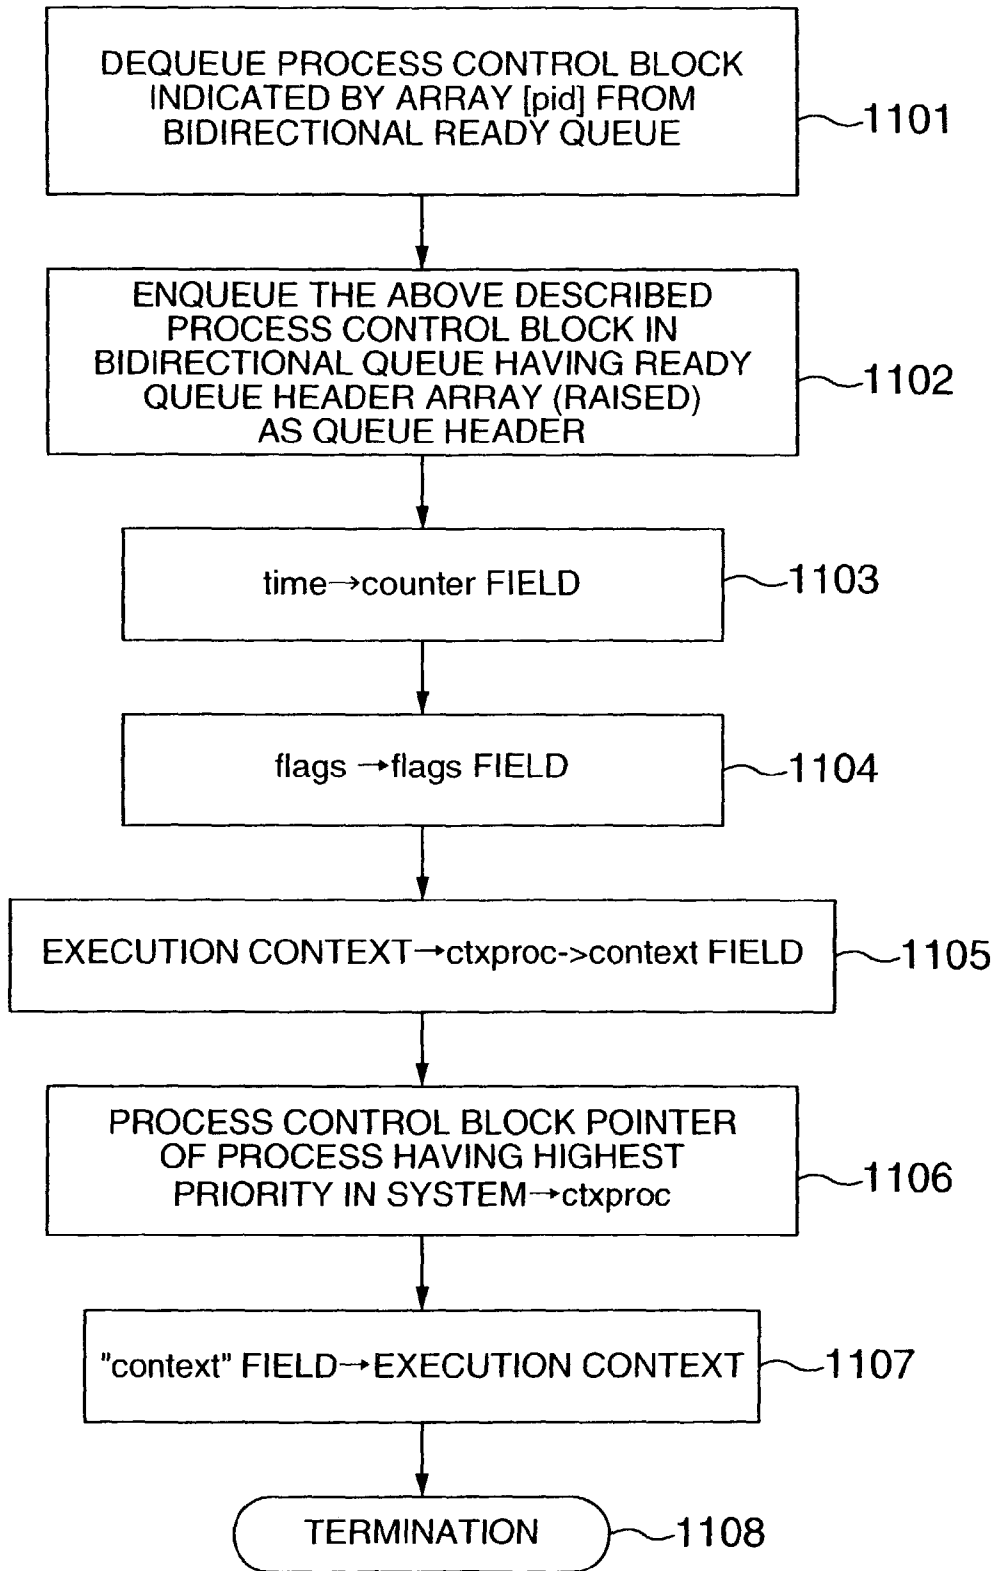 DEQUEUE PROCESS CONTROL BLOCK
INDICATED BY ARRAY [pid] FROM
BIDIRECTIONAL READY QUEUE
1101
ENQUEUE THE ABOVE DESCRIBED
PROCESS CONTROL BLOCK IN
BIDIRECTIONAL QUEUE HAVING READY
QUEUE HEADER ARRAY (RAISED)
AS QUEUE HEADER
1102
time→counter FIELD
1103
flags →flags FIELD
1104
EXECUTION CONTEXT→ctxproc->context FIELD
1105
PROCESS CONTROL BLOCK POINTER
OF PROCESS HAVING HIGHEST
PRIORITY IN SYSTEM→ctxproc
1106
"context" FIELD→EXECUTION CONTEXT
1107
TERMINATION
1108